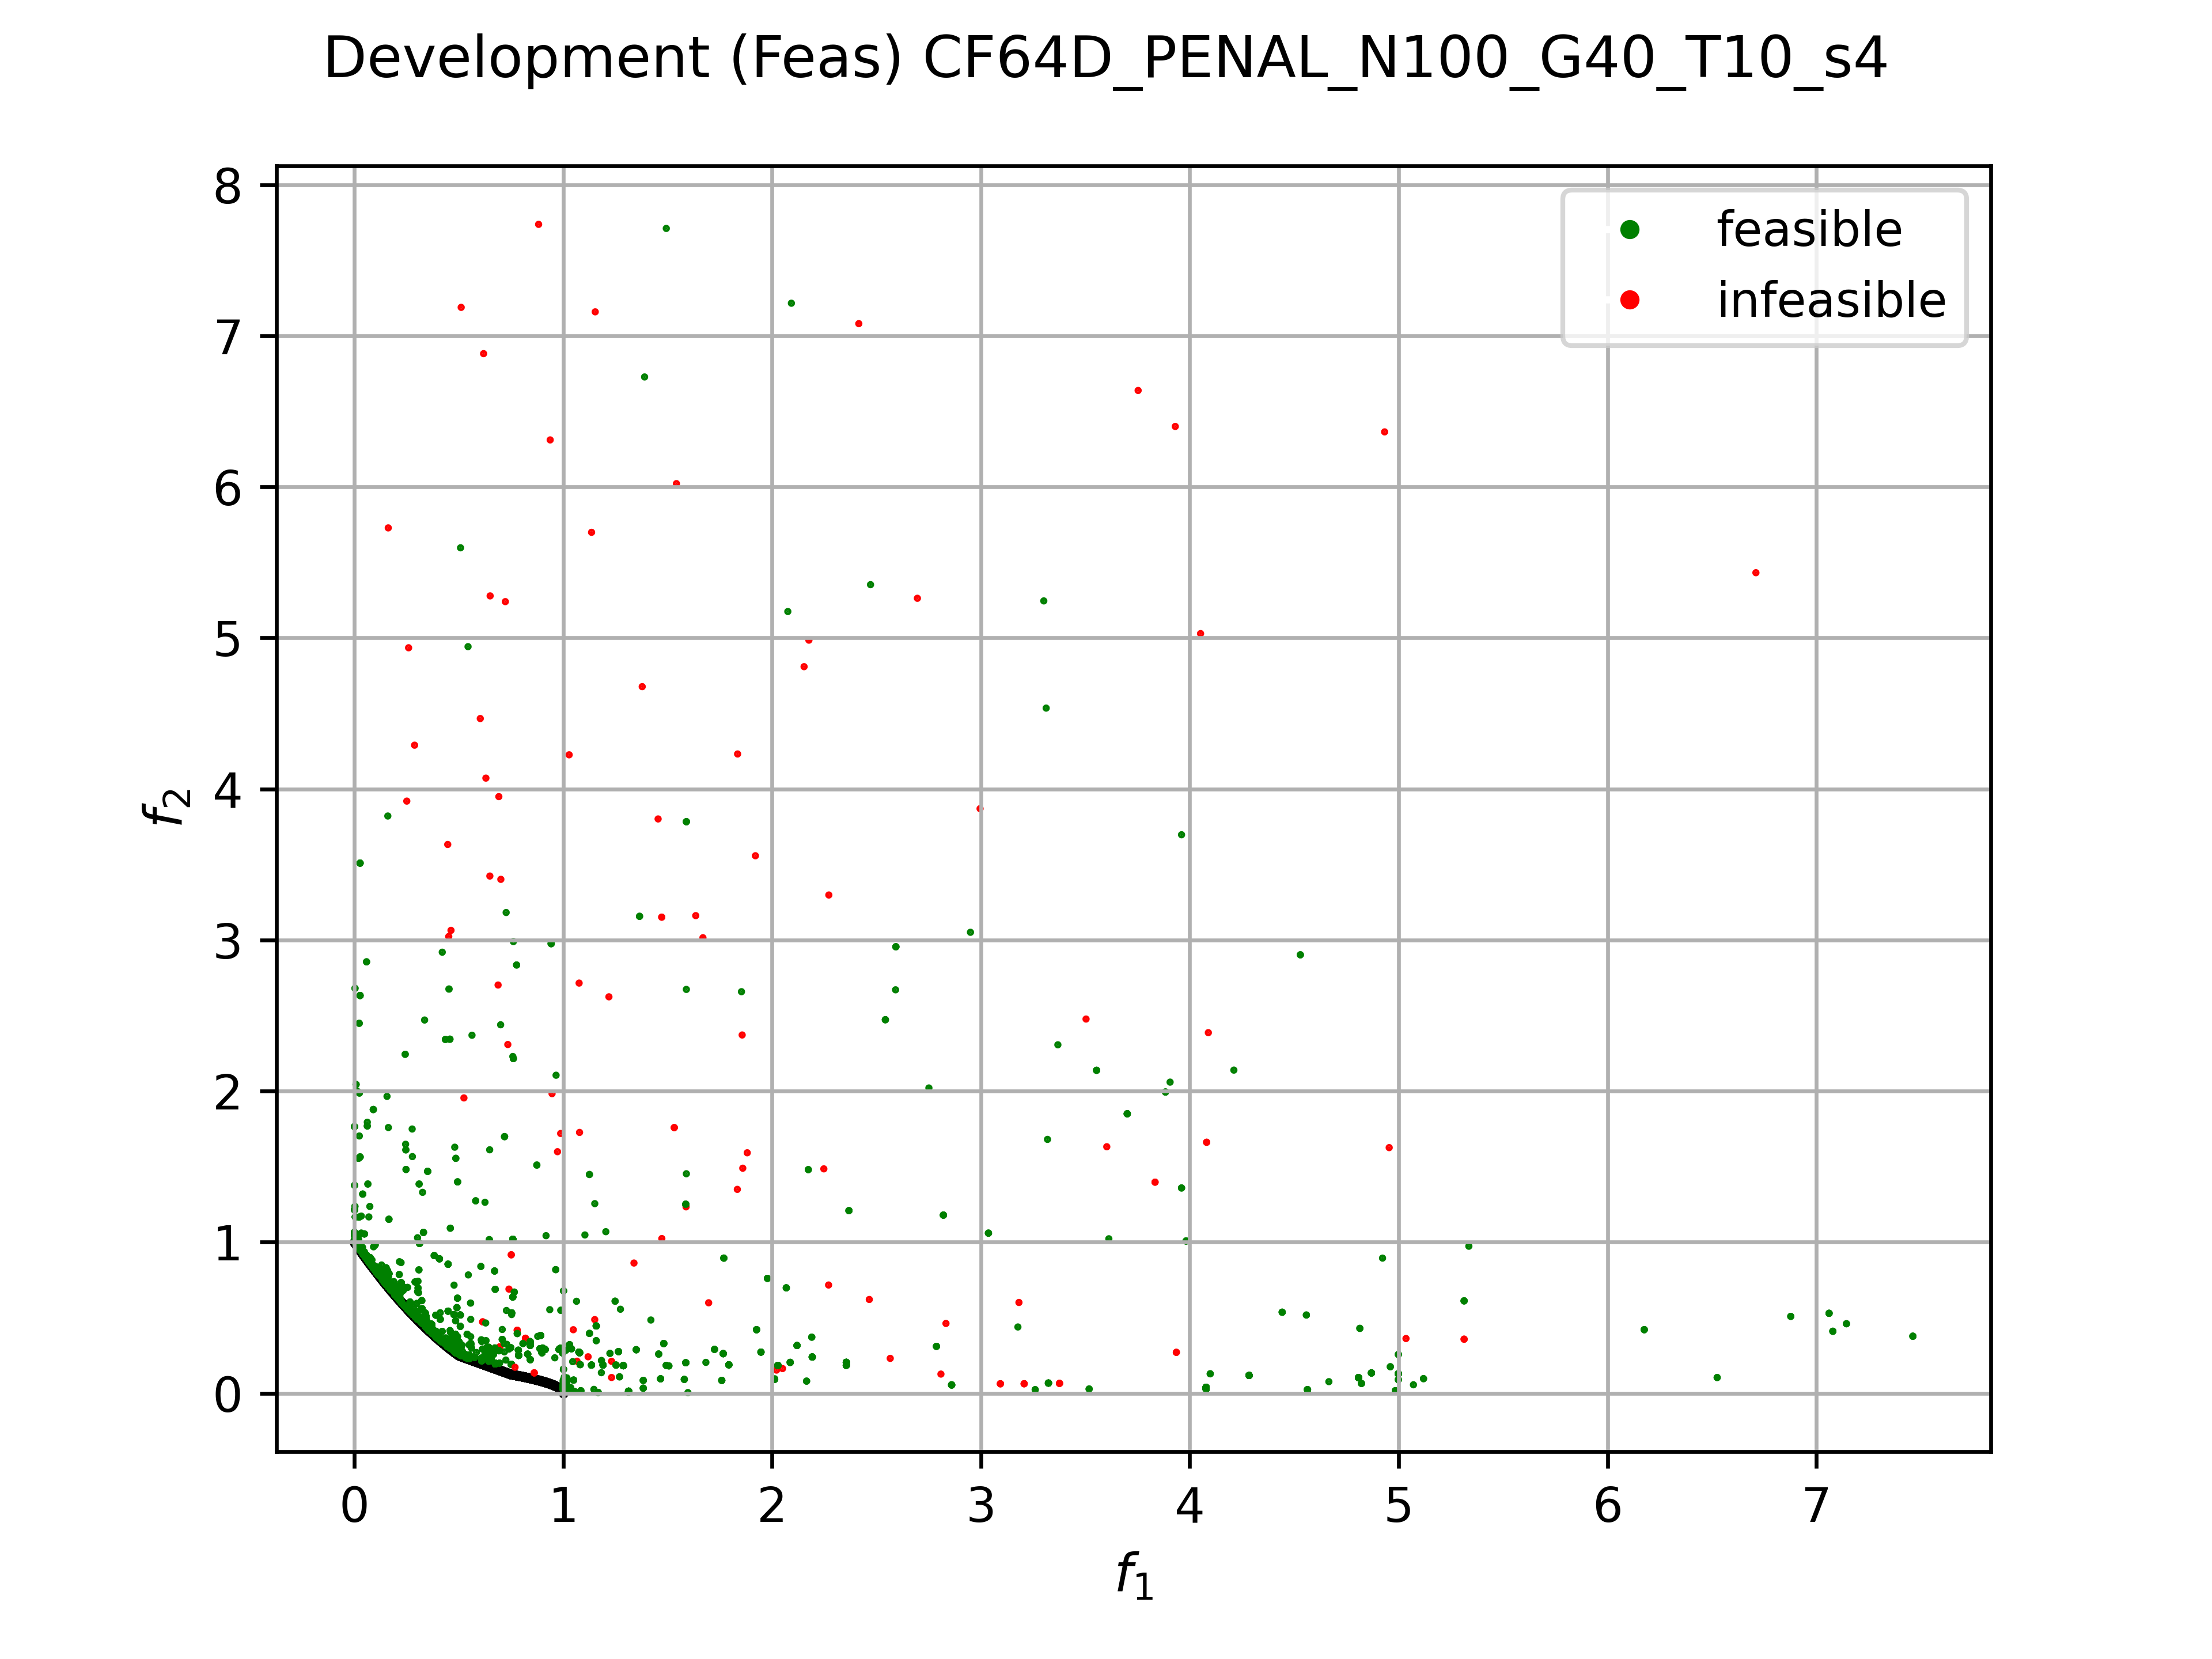 Development (Feas) CF64D_PENAL_N100_G40_T10_s4
8
7
6
5
4
3
2
1
0
f2
feasible
infeasible
0 1 2 3 4 5 6 7
f1